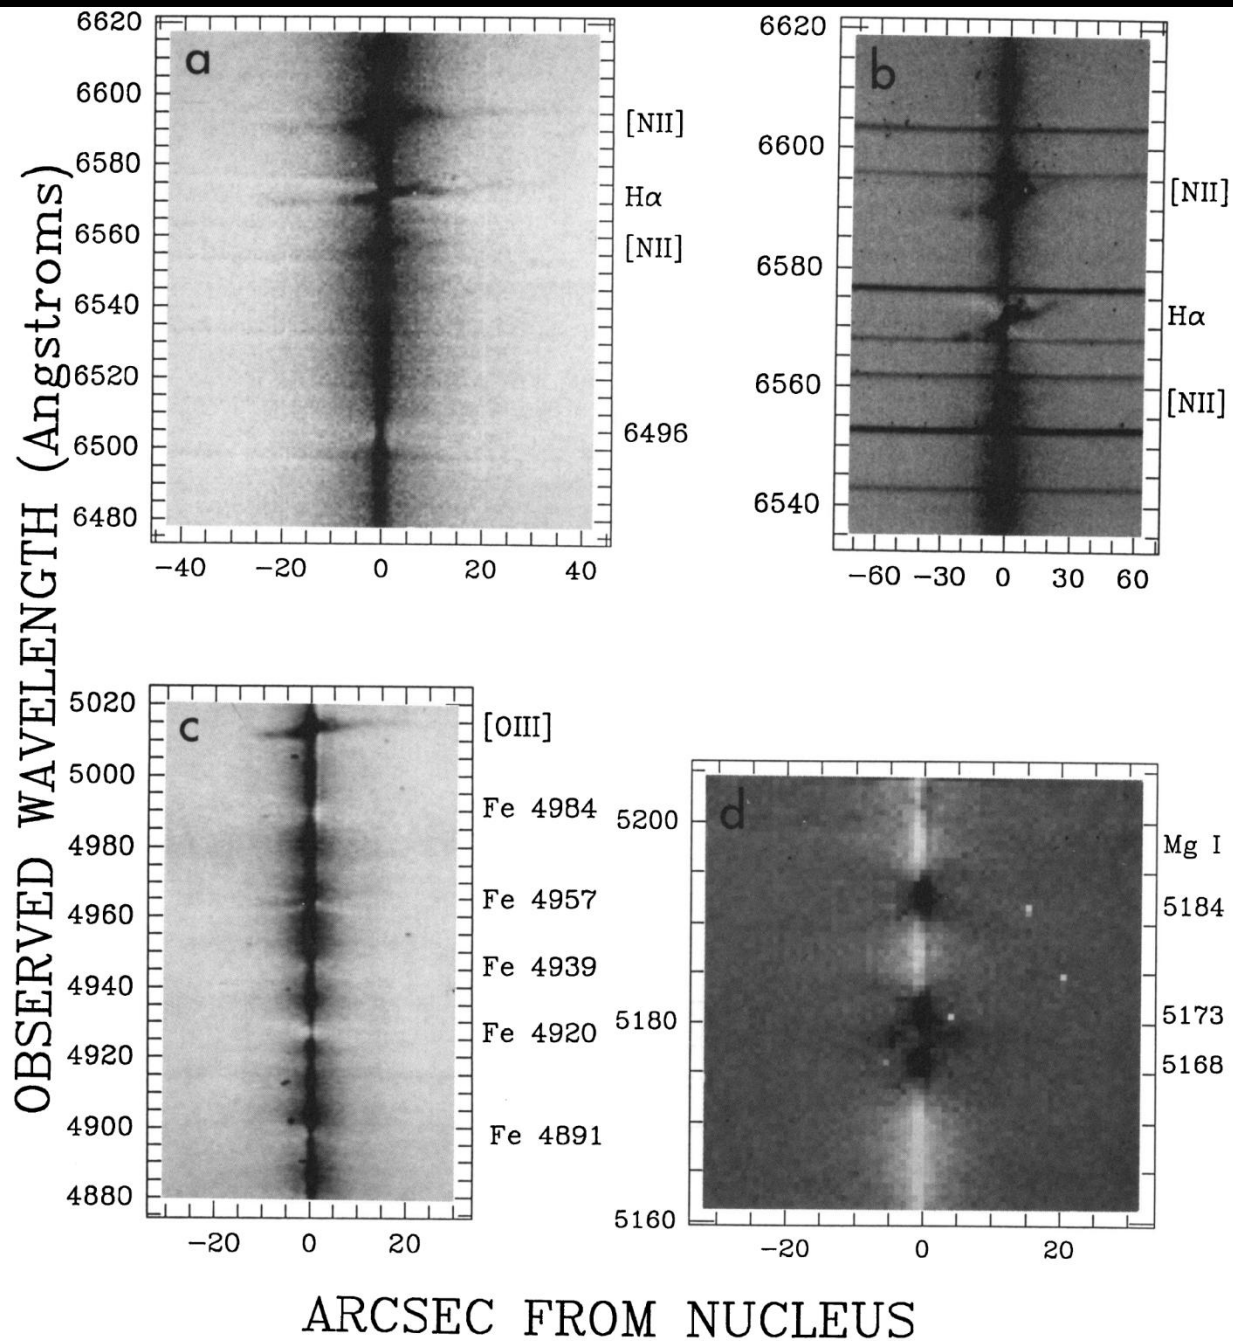 OBSERVED WAVELENGTH (Angstroms)
a
6620
6600
6580
6560
6540
6520
6500
6480
[NII]
Hα
[NII]
6496
-40 -20 0 20 40
b
6620
6600
6580
6560
6540
[NII]
Hα
[NII]
-60 -30 0 30 60
c
5020
5000
4980
4960
4940
4920
4900
4880
[OIII]
Fe 4984
Fe 4957
Fe 4939
Fe 4920
Fe 4891
-20 0 20
d
5200
5180
5160
Mg I
5184
5173
5168
-20 0 20
ARCSEC FROM NUCLEUS